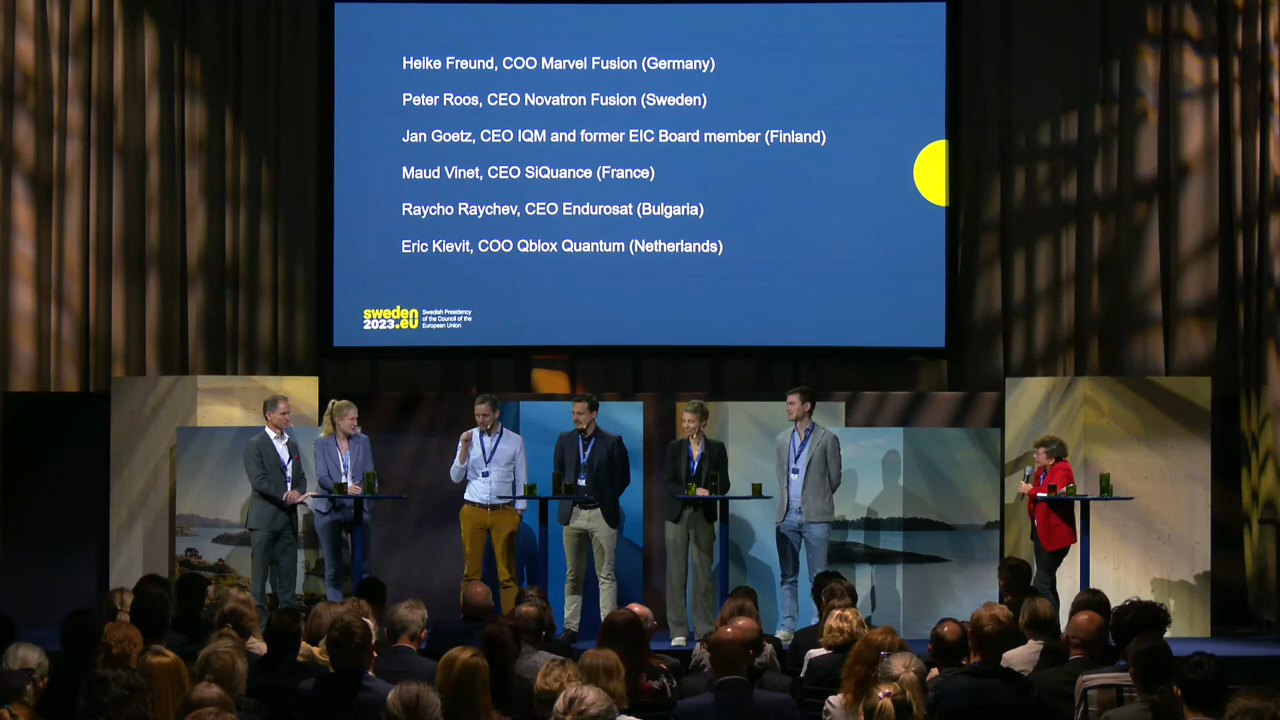 Heike Freund, COO Marvel Fusion (Germany)
Peter Roos, CEO Novatron Fusion (Sweden)
Jan Goetz, CEO IQM and former EIC Board member (Finland)
Maud Vinet, CEO SiQuance (France)
Raycho Raychev, CEO Endurosat (Bulgaria)
Eric Kievit, COO Qblox Quantum (Netherlands)
sweden
2023.eu
Swedish Presidency
of the Council of the
European Union